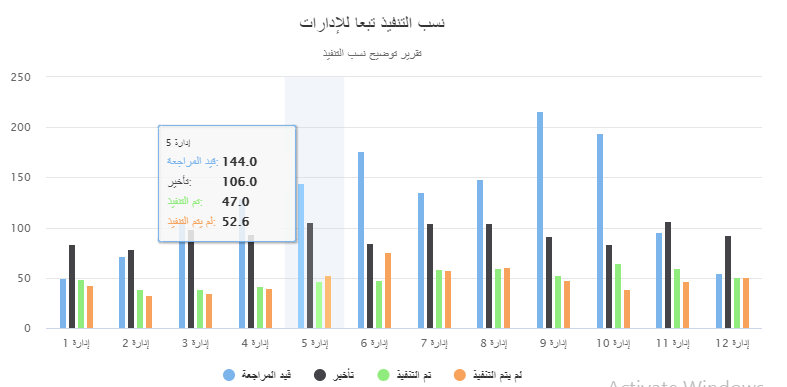 نسب التنفيذ تبعا للإدارات
تقرير توضيح نسب التنفيذ
250
200
150
100
50
0
إدارة 5
قيد المراجعة: 144.0
تأخير: 106.0
تم التنفيذ: 47.0
لم يتم التنفيذ: 52.6
إدارة 1 إدارة 2 إدارة 3 إدارة 4 إدارة 5 إدارة 6 إدارة 7 إدارة 8 إدارة 9 إدارة 10 إدارة 11 إدارة 12
قيد المراجعة تأخير تم التنفيذ لم يتم التنفيذ
Activate Windows